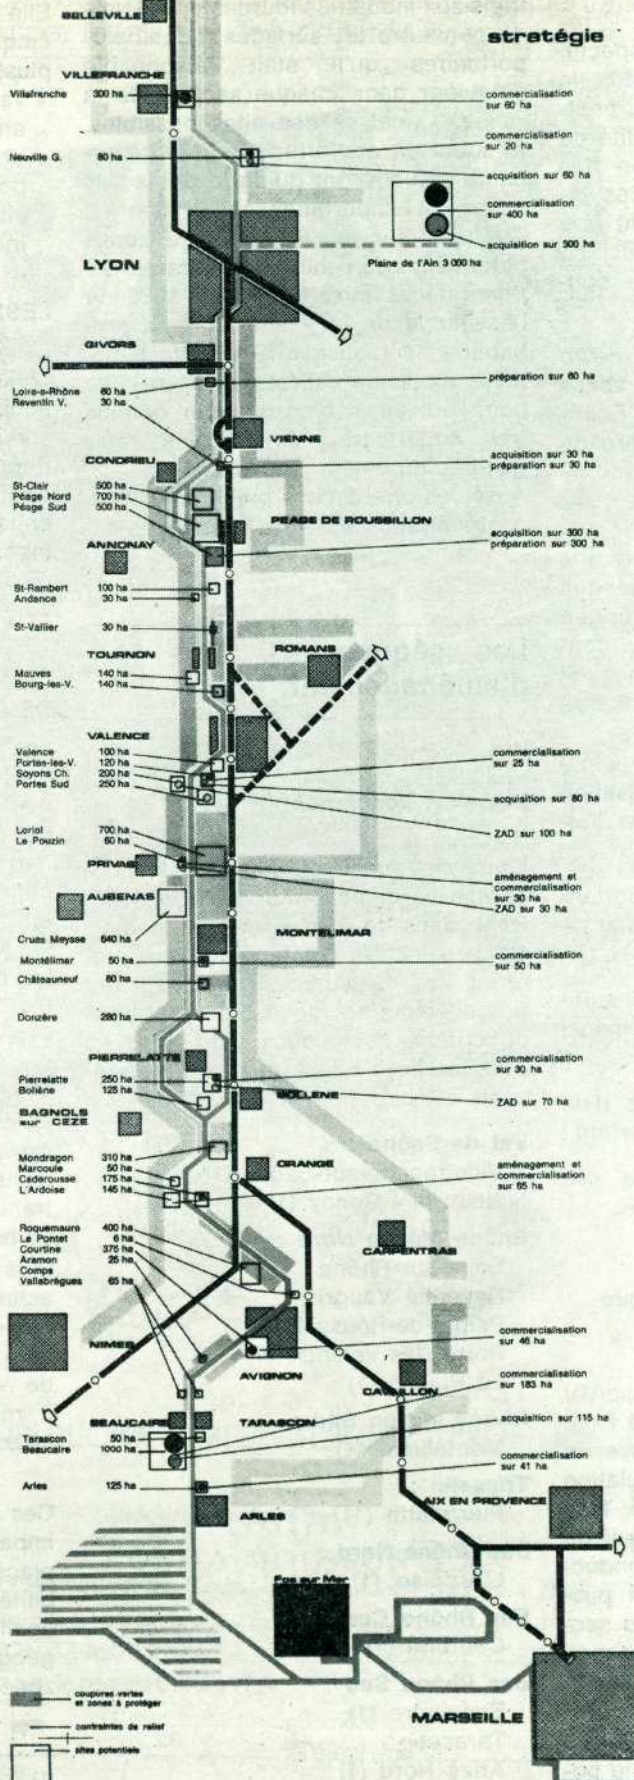 BELLEVILLE
stratégie
VILLEFRANCHE
Villefranche 300 ha
commercialisation
sur 60 ha
Neuville G. 80 ha
commercialisation
sur 20 ha
acquisition sur 60 ha
commercialisation
sur 400 ha
acquisition sur 300 ha
Plaine de l'Ain 3 000 ha
LYON
GIVORS
Loire-s-Rhône 60 ha
Reventin V. 30 ha
préparation sur 60 ha
VIENNE
CONDRIEU
acquisition sur 30 ha
préparation sur 30 ha
St-Clair 500 ha
Péage Nord 700 ha
Péage Sud 500 ha
PEAGE DE ROUSSILLON
acquisition sur 300 ha
préparation sur 300 ha
ANNONAY
St-Rambert 100 ha
Andance 30 ha
St-Vallier 30 ha
TOURNON
ROMANS
Mauves 140 ha
Bourg-les-V. 140 ha
VALENCE
Valence 100 ha
Portes-les-V. 120 ha
Soyons Ch. 200 ha
Portes Sud 250 ha
commercialisation
sur 25 ha
acquisition sur 80 ha
ZAD sur 100 ha
Loriol 700 ha
Le Pouzin 60 ha
PRIVAS
aménagement et
commercialisation
sur 30 ha
ZAD sur 30 ha
AUBENAS
Cruas Meysse 640 ha
MONTELIMAR
Montélimar 50 ha
commercialisation
sur 50 ha
Châteauneuf 80 ha
Donzère 280 ha
PIERRELATTE
Pierrelatte 250 ha
Bollène 125 ha
commercialisation
sur 30 ha
BOLLENE
ZAD sur 70 ha
BAGNOLS
sur CEZE
Mondragon 310 ha
Marcoule 50 ha
Caderousse 175 ha
L'Ardoise 145 ha
ORANGE
aménagement et
commercialisation
sur 65 ha
Roquemaure 400 ha
Le Pontet 6 ha
Courtine 375 ha
Aramon 25 ha
Comps
Vallabrègues 65 ha
CARPENTRAS
NIMES
AVIGNON
commercialisation
sur 46 ha
CAVAILLON
commercialisation
sur 183 ha
BEAUCAIRE
TARASCON
acquisition sur 115 ha
Tarascon 50 ha
Beaucaire 1000 ha
commercialisation
sur 41 ha
Arles 125 ha
ARLES
AIX EN PROVENCE
Fos sur Mer
MARSEILLE
coupures vertes
et zones à protéger
contraintes de relief
sites potentiels